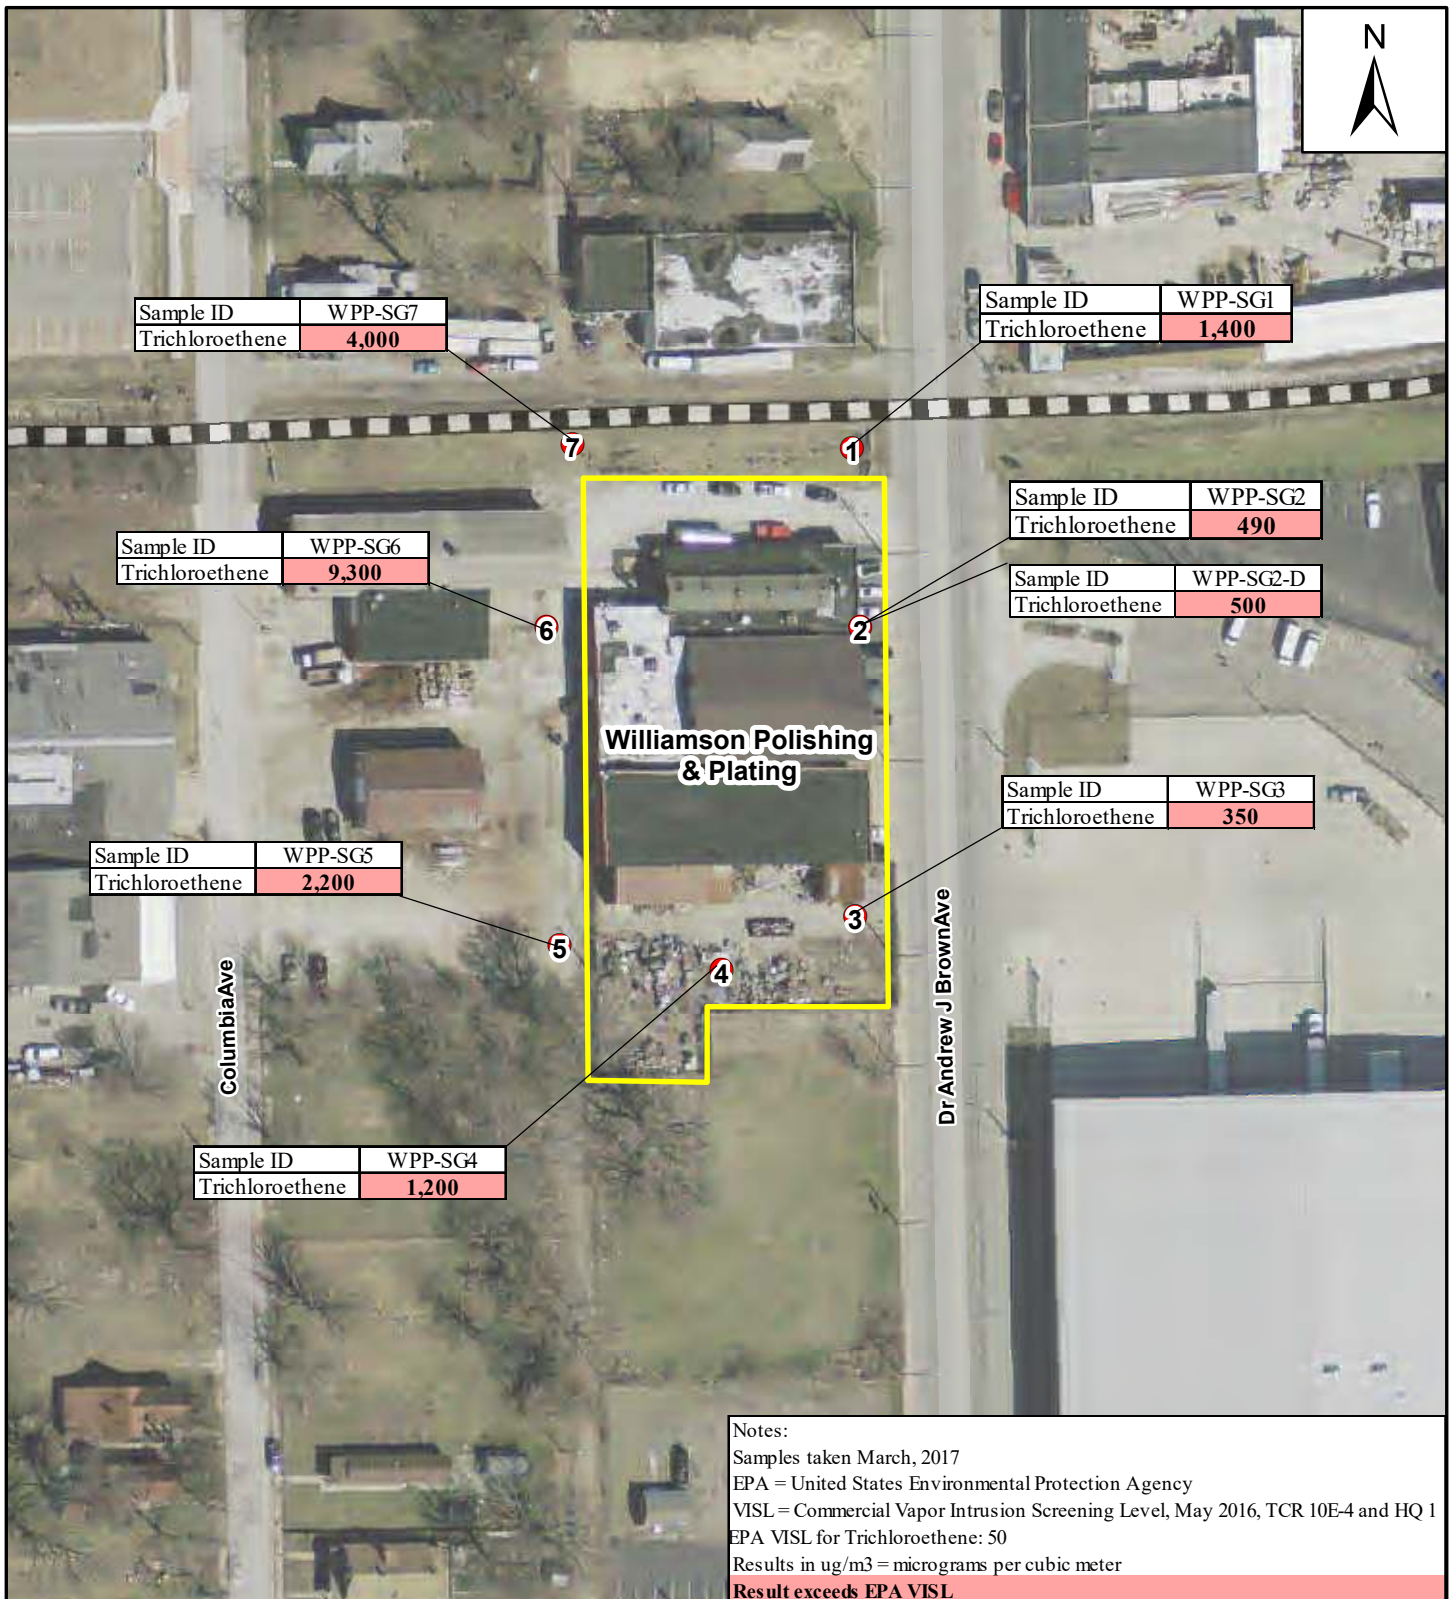 N
Sample ID WPP-SG7
Trichloroethene 4,000
Sample ID WPP-SG1
Trichloroethene 1,400
7
1
Sample ID WPP-SG2
Trichloroethene 490
Sample ID WPP-SG6
Trichloroethene 9,300
Sample ID WPP-SG2-D
Trichloroethene 500
6
2
Williamson Polishing
& Plating
Sample ID WPP-SG3
Trichloroethene 350
Sample ID WPP-SG5
Trichloroethene 2,200
3
5
4
ColumbiaAve
Dr Andrew J BrownAve
Sample ID WPP-SG4
Trichloroethene 1,200
Notes:
Samples taken March, 2017
EPA = United States Environmental Protection Agency
VISL = Commercial Vapor Intrusion Screening Level, May 2016, TCR 10E-4 and HQ 1
EPA VISL for Trichloroethene: 50
Results in ug/m3 = micrograms per cubic meter
Result exceeds EPA VISL